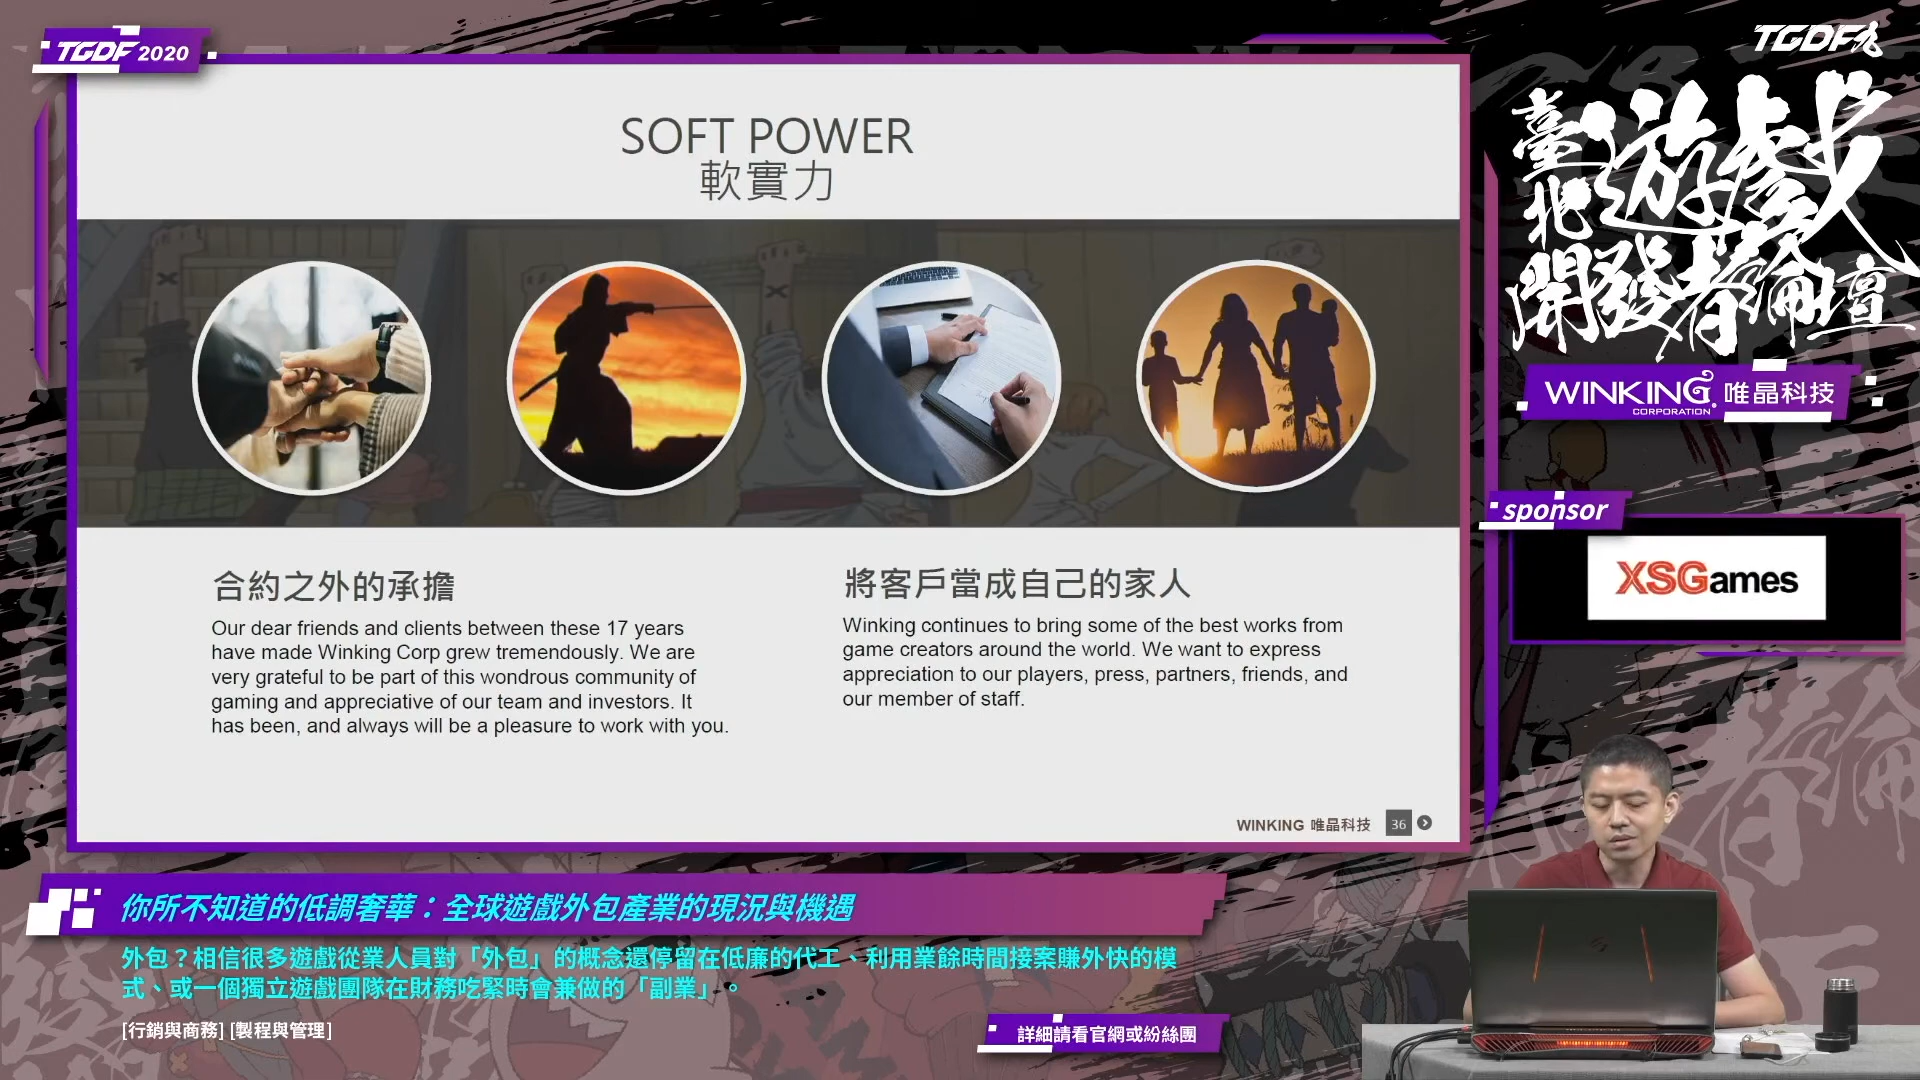 TGDF 2020
TGDF九
SOFT POWER
軟實力
臺北遊戲
開發者論壇
WINKING CORPORATION 唯晶科技
sponsor
XSGames
合約之外的承擔
Our dear friends and clients between these 17 years
have made Winking Corp grew tremendously. We are
very grateful to be part of this wondrous community of
gaming and appreciative of our team and investors. It
has been, and always will be a pleasure to work with you.
將客戶當成自己的家人
Winking continues to bring some of the best works from
game creators around the world. We want to express
appreciation to our players, press, partners, friends, and
our member of staff.
WINKING 唯晶科技 36
你所不知道的低調奢華：全球遊戲外包產業的現況與機遇
外包？相信很多遊戲從業人員對「外包」的概念還停留在低廉的代工、利用業餘時間接案賺外快的模
式、或一個獨立遊戲團隊在財務吃緊時會兼做的「副業」。
[行銷與商務] [製程與管理]
詳細請看官網或紛絲團